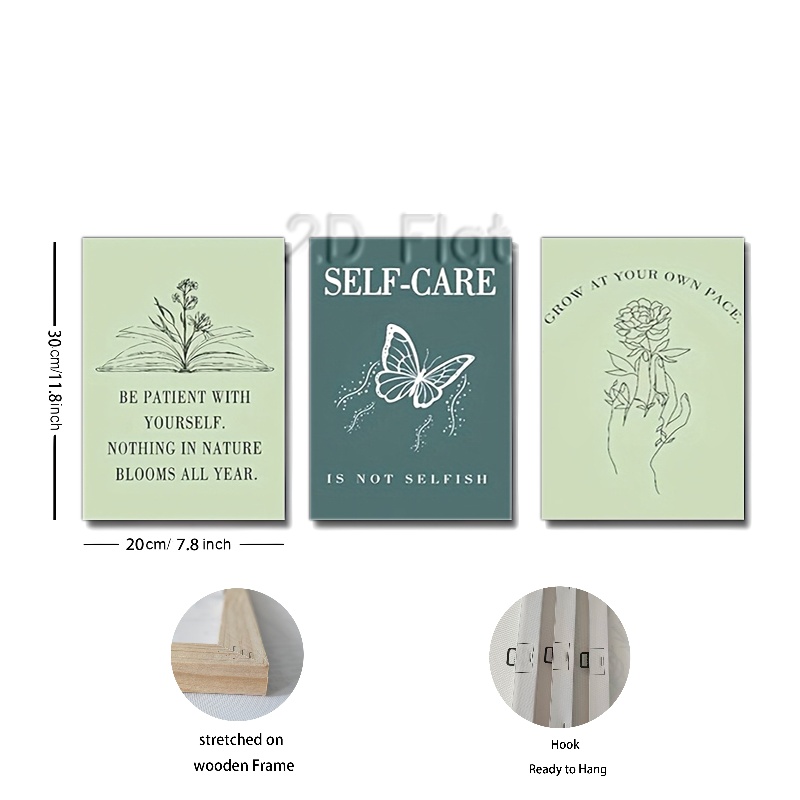 2D Flat
SELF-CARE
GROW AT YOUR OWN PACE.
30cm/11.8inch
BE PATIENT WITH
YOURSELF.
NOTHING IN NATURE
BLOOMS ALL YEAR.
IS NOT SELFISH
20cm/ 7.8 inch
stretched on
wooden Frame
Hook
Ready to Hang